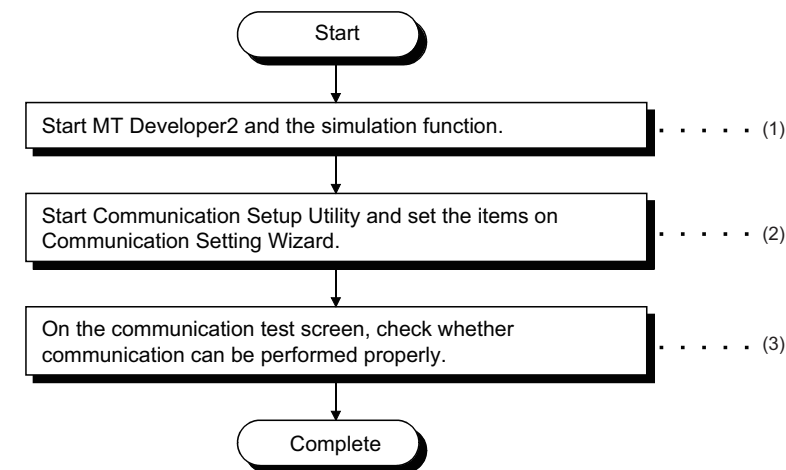 Start
Start MT Developer2 and the simulation function.
(1)
Start Communication Setup Utility and set the items on
Communication Setting Wizard.
(2)
On the communication test screen, check whether
communication can be performed properly.
(3)
Complete